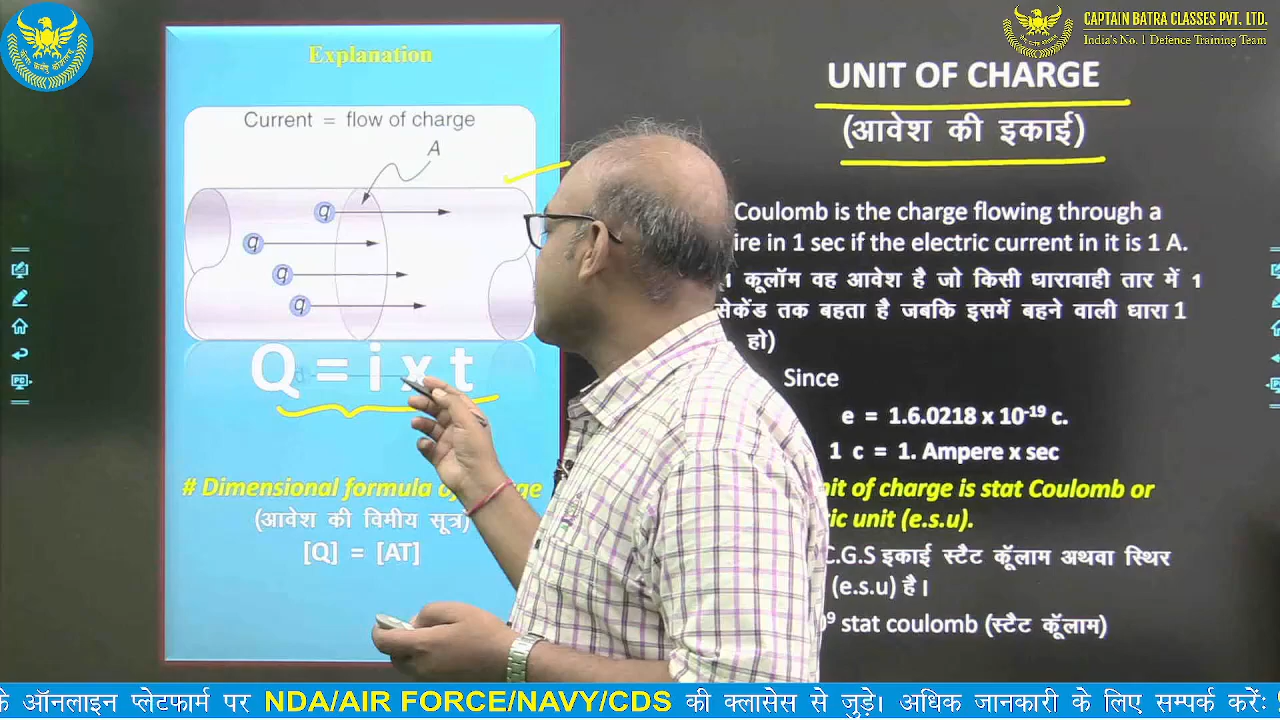 CAPTAIN BATRA CLASSES PVT. LTD.
India's No. 1 Defence Training Team
Explanation
Current = flow of charge
A
q
q
q
q
Q = i x t
# Dimensional formula of charge
(आवेश की विमीय सूत्र)
[Q] = [AT]
UNIT OF CHARGE
(आवेश की इकाई)
Coulomb is the charge flowing through a
ire in 1 sec if the electric current in it is 1 A.
1 कूलॉम वह आवेश है जो किसी धारावाही तार में 1
सेकेंड तक बहता है जबकि इसमें बहने वाली धारा 1
हो)
Since
e = 1.6.0218 x 10-19 c.
1 c = 1. Ampere x sec
nit of charge is stat Coulomb or
ic unit (e.s.u).
C.G.S इकाई स्टैट कूॅलाम अथवा स्थिर
(e.s.u) है।
0⁹ stat coulomb (स्टैट कूॅलाम)
के ऑनलाइन प्लेटफार्म पर NDA/AIR FORCE/NAVY/CDS की क्लासेस से जुड़े। अधिक जानकारी के लिए सम्पर्क करें: